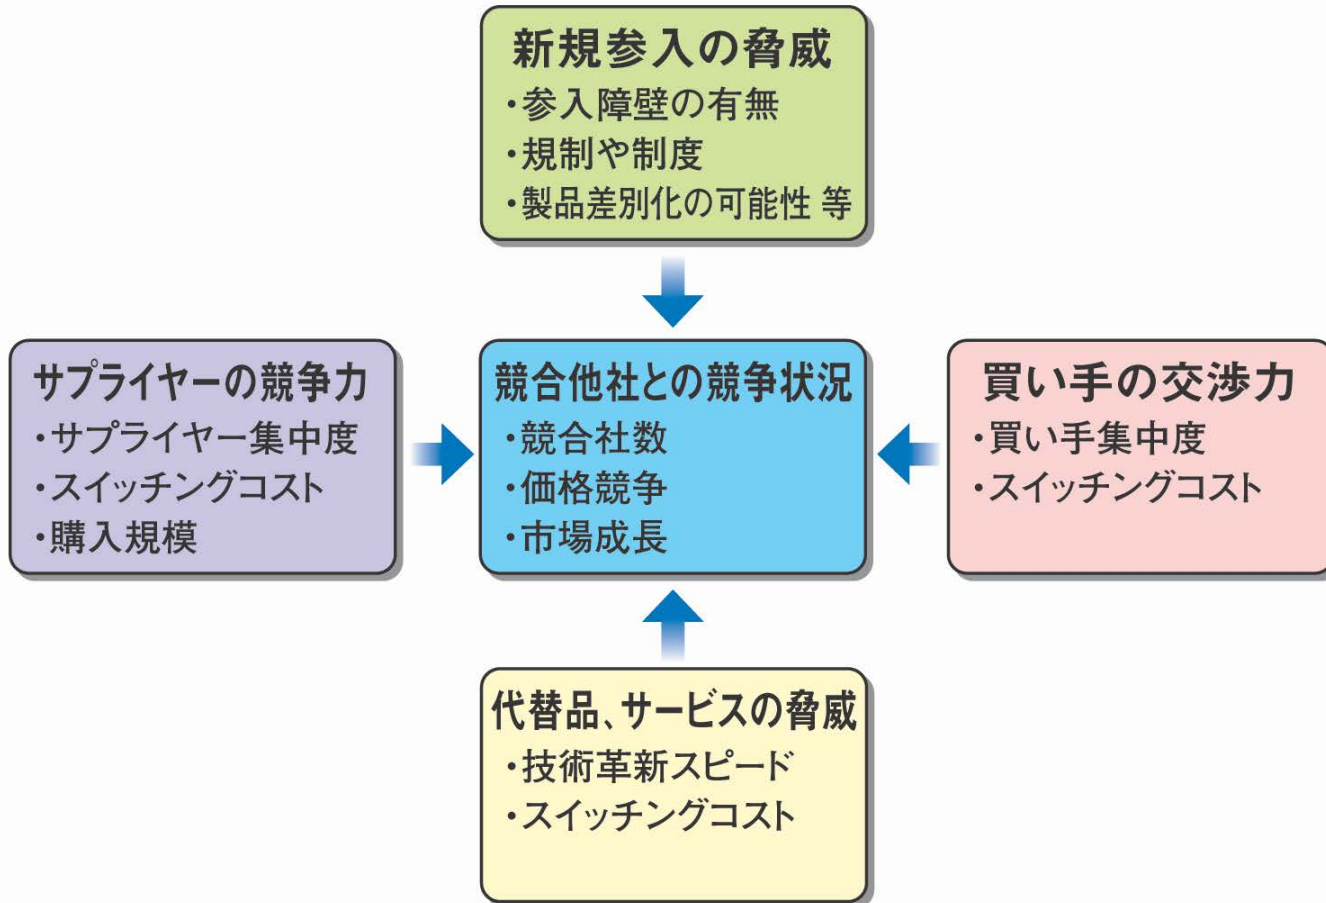 新規参入の脅威
・参入障壁の有無
・規制や制度
・製品差別化の可能性 等
サプライヤーの競争力
・サプライヤー集中度
・スイッチングコスト
・購入規模
競合他社との競争状況
・競合社数
・価格競争
・市場成長
買い手の交渉力
・買い手集中度
・スイッチングコスト
代替品、サービスの脅威
・技術革新スピード
・スイッチングコスト